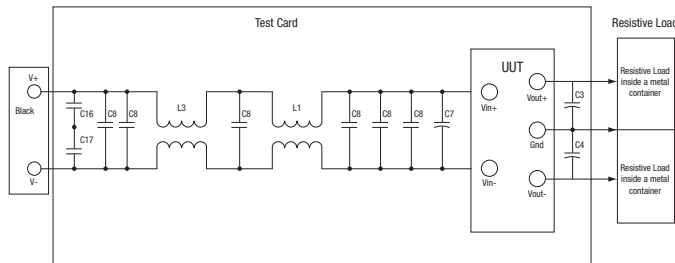 Test Card
Resistive Load
V+
Black
V-
C16
C17
C8
C8
L3
C8
L1
C8
C8
C8
C7
UUT
Vin+
Vin-
Vout+
Gnd
Vout-
C3
C4
Resistive Load
inside a metal
container
Resistive Load
inside a metal
container